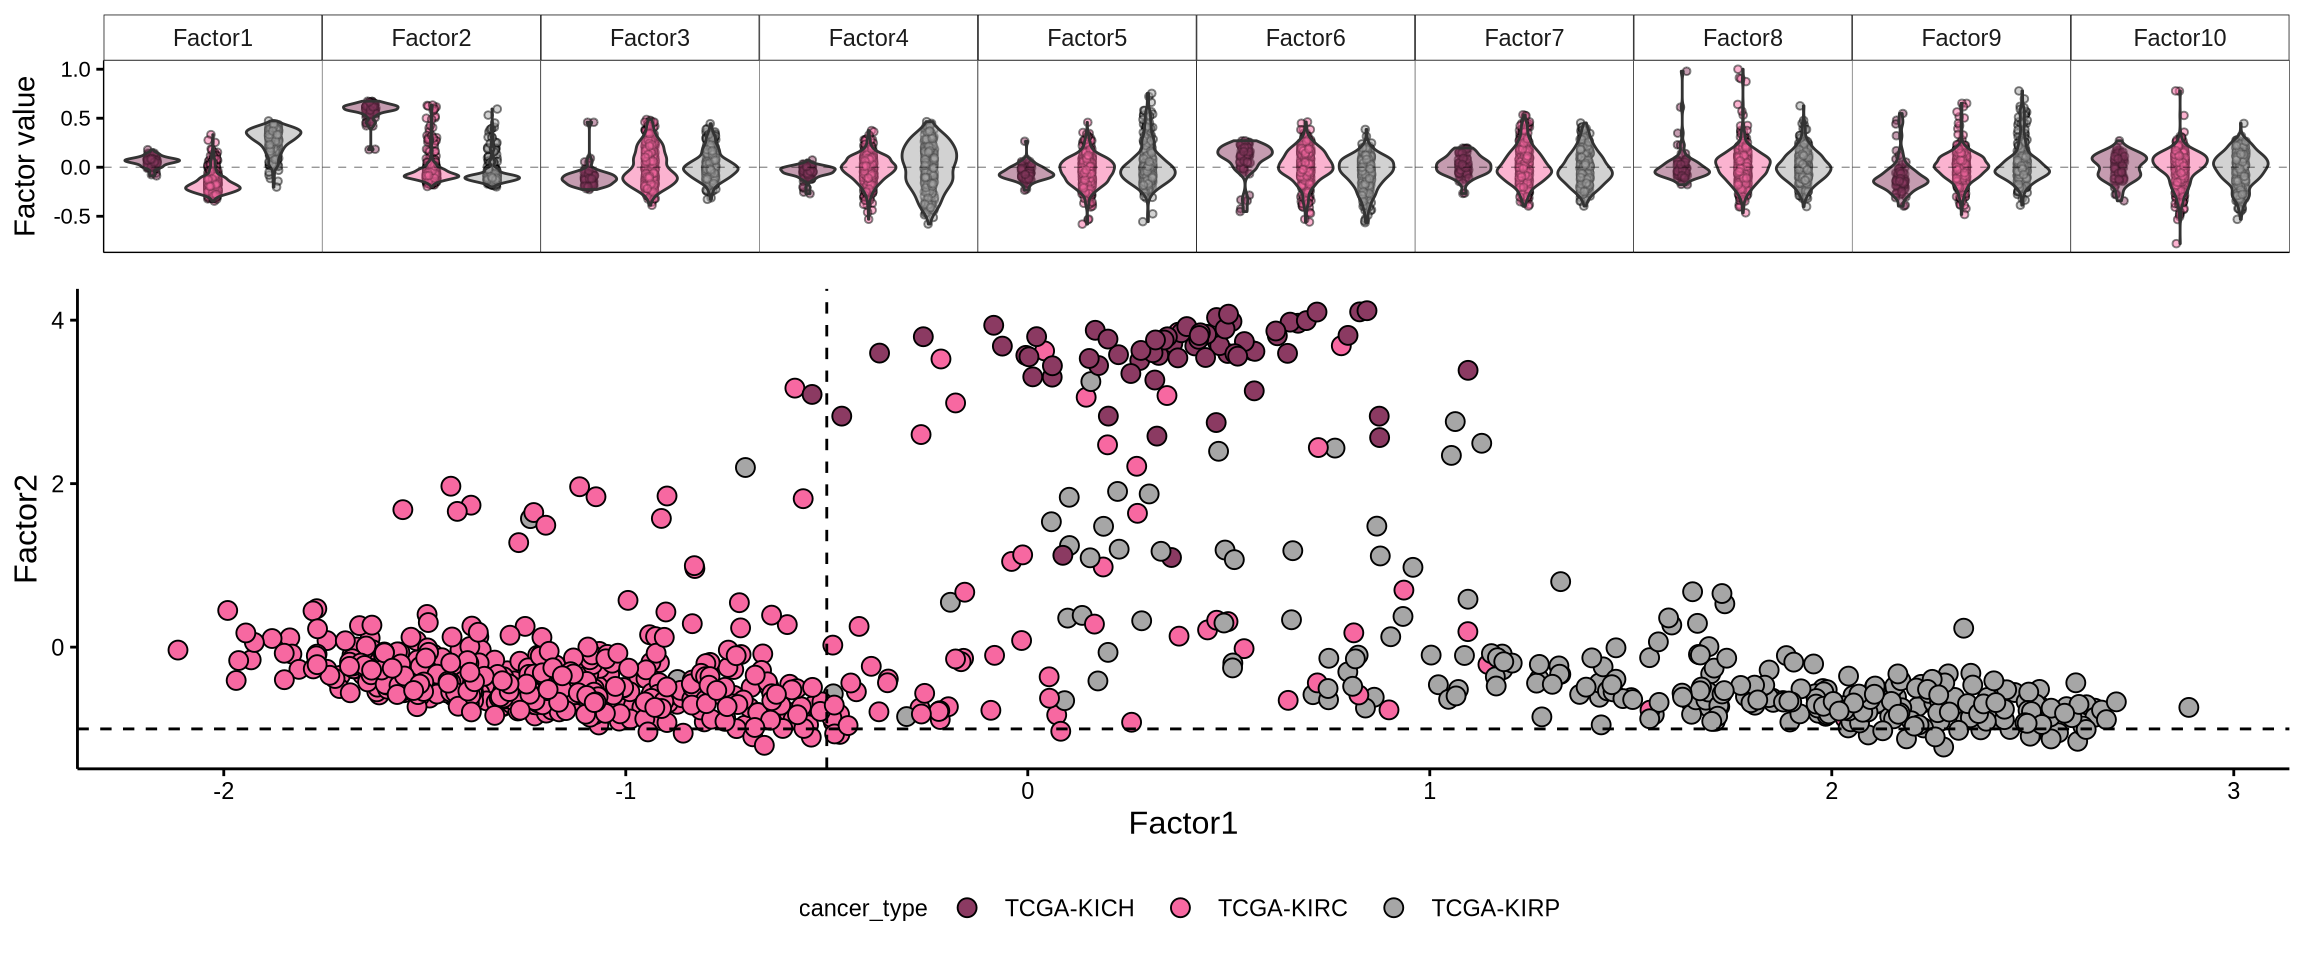 Factor1 Factor2 Factor3 Factor4 Factor5 Factor6 Factor7 Factor8 Factor9 Factor10
Factor value
1.0
0.5
0.0
-0.5
Factor2
4
2
0
-2 -1 0 1 2 3
Factor1
cancer_type TCGA-KICH TCGA-KIRC TCGA-KIRP